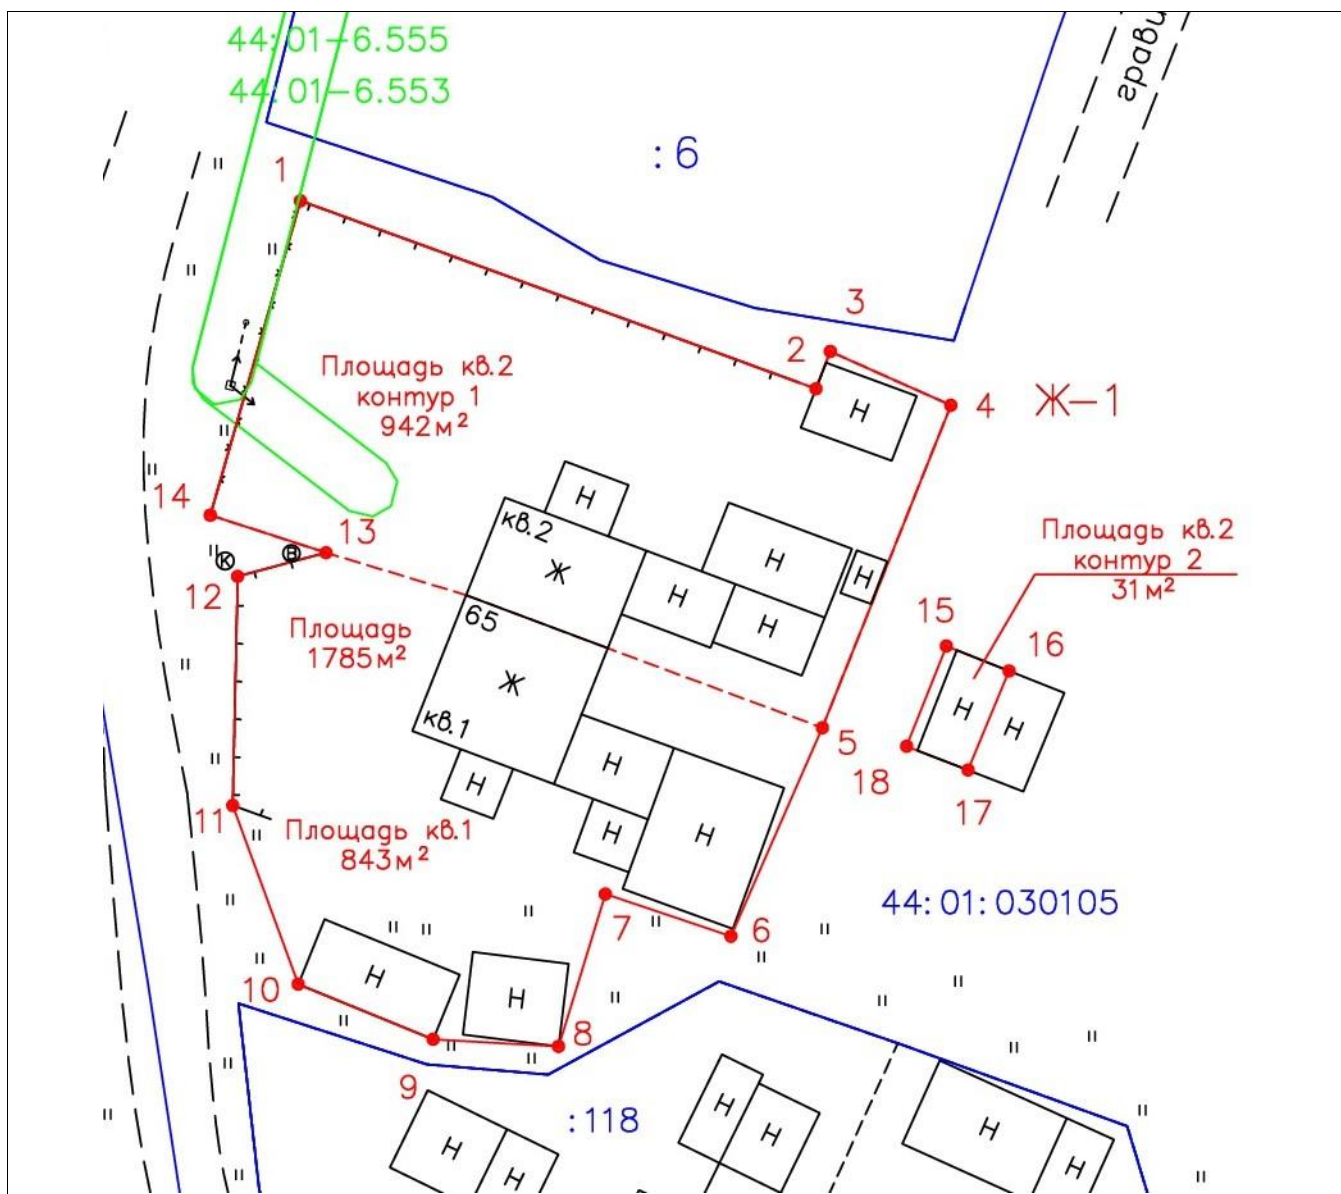 44:01-6.555
44:01-6.553
:6
1
3
2
4
Ж-1
Н
Площадь кв.2
контур 1
942м²
14
13
К
В
12
Н
кв.2
Ж
Н
Н
Н
Н
Площадь кв.2
контур 2
31м²
65
Площадь
1785м²
Ж
кв.1
15
16
Н
Н
5
18
17
Н
Н
Н
Н
11
Площадь кв.1
843м²
7
6
44:01:030105
10
Н
Н
8
9
:118
Н
Н
Н
Н
Н
Н